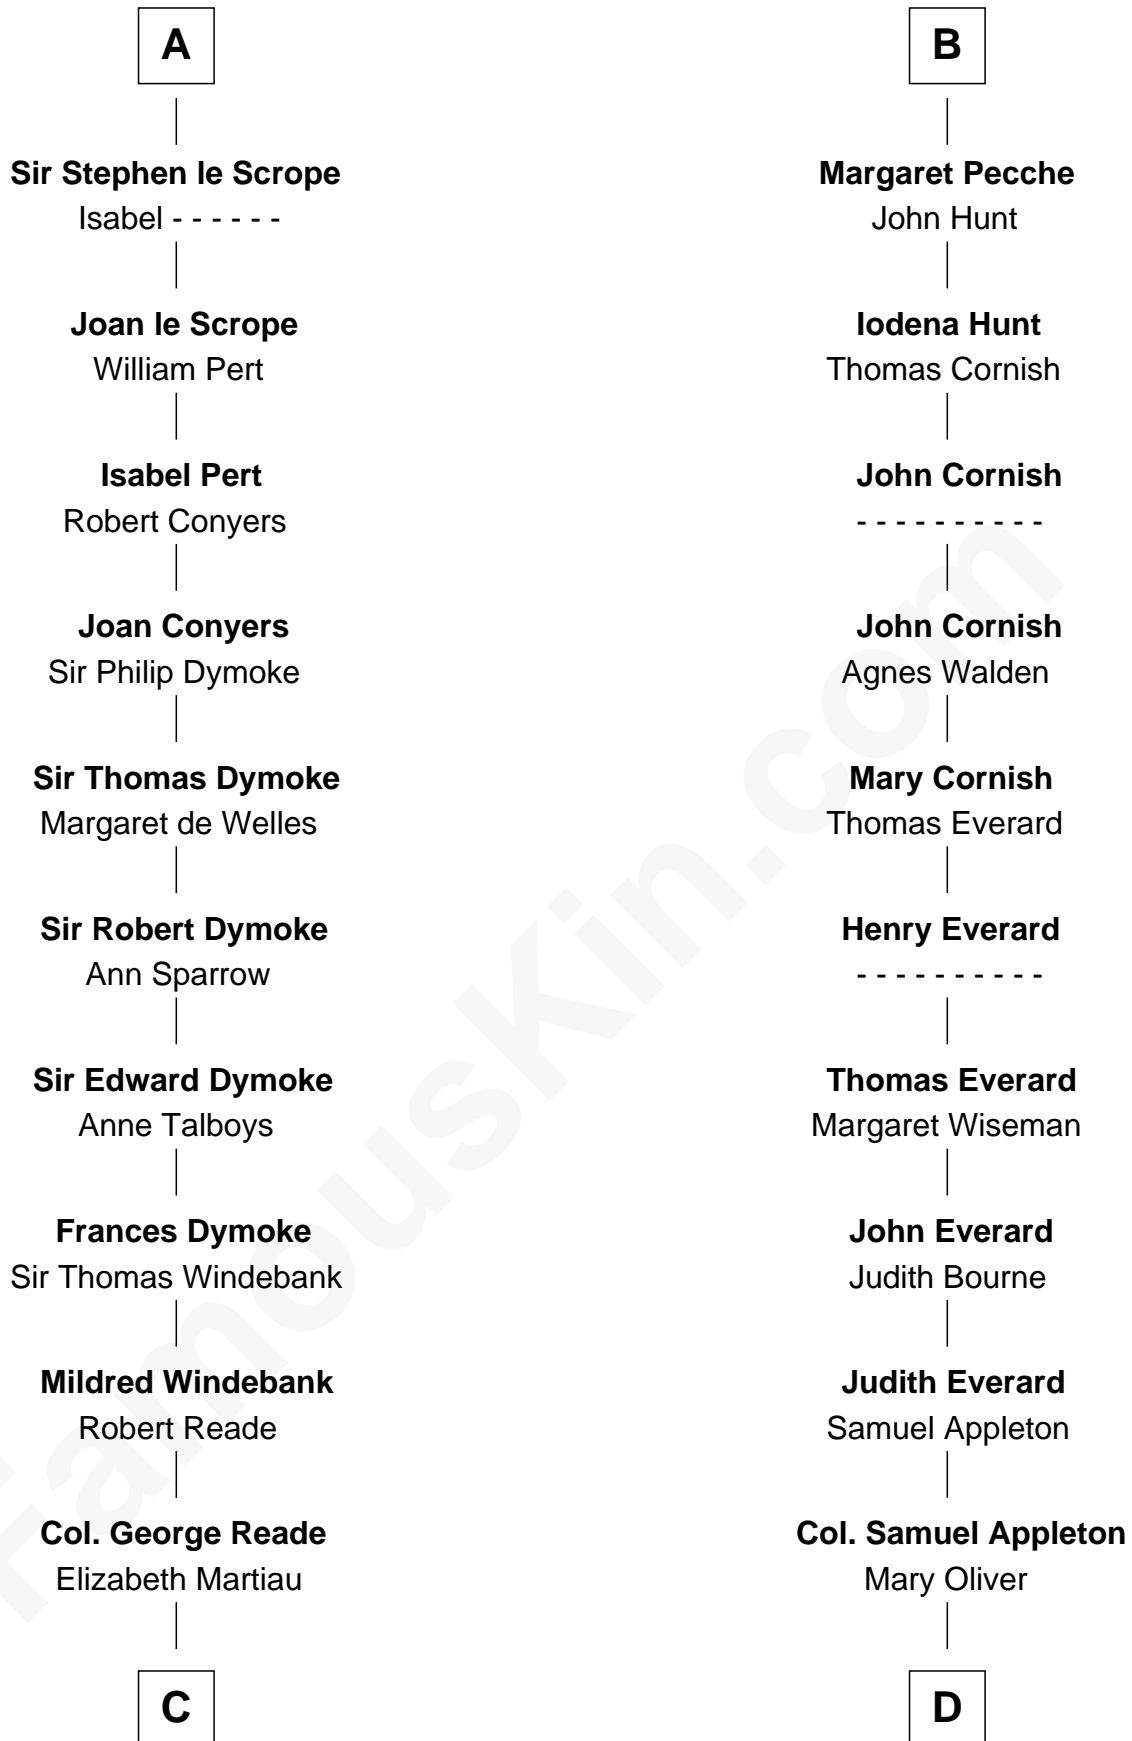 A
Sir Stephen le Scrope
Isabel - - - - - -
Joan le Scrope
William Pert
Isabel Pert
Robert Conyers
Joan Conyers
Sir Philip Dymoke
Sir Thomas Dymoke
Margaret de Welles
Sir Robert Dymoke
Ann Sparrow
Sir Edward Dymoke
Anne Talboys
Frances Dymoke
Sir Thomas Windebank
Mildred Windebank
Robert Reade
Col. George Reade
Elizabeth Martiau
C
B
Margaret Pecche
John Hunt
Iodena Hunt
Thomas Cornish
John Cornish
- - - - - - - - - -
John Cornish
Agnes Walden
Mary Cornish
Thomas Everard
Henry Everard
- - - - - - - - - -
Thomas Everard
Margaret Wiseman
John Everard
Judith Bourne
Judith Everard
Samuel Appleton
Col. Samuel Appleton
Mary Oliver
D
FamousKin.com